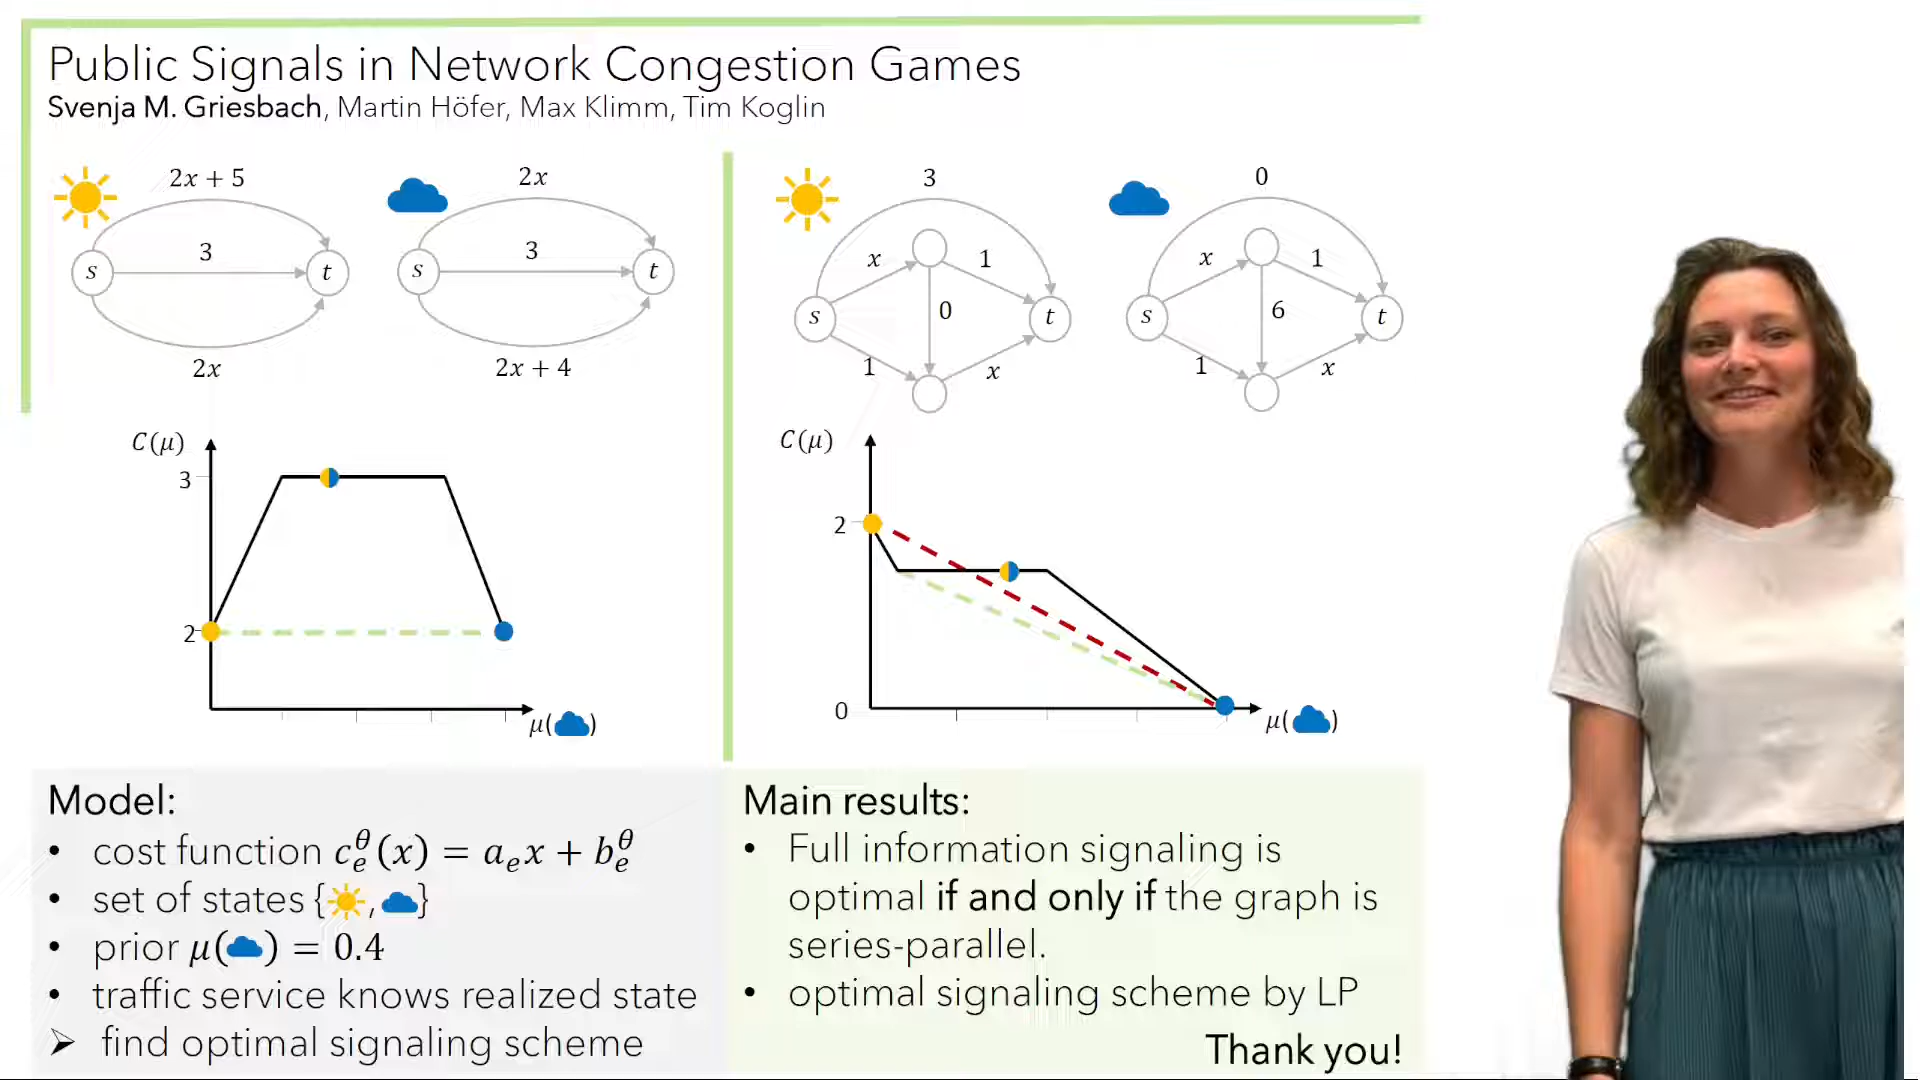 Public Signals in Network Congestion Games
Svenja M. Griesbach, Martin Höfer, Max Klimm, Tim Koglin
2x + 5
3
s
t
2x
2x
3
s
t
2x + 4
3
x
1
0
s
t
1
x
0
x
1
6
s
t
1
x
C(μ)
3
2
μ( )
C(μ)
2
0
μ( )
Model:
• cost function c_e^θ(x) = a_e x + b_e^θ
• set of states { , }
• prior μ( ) = 0.4
• traffic service knows realized state
➢ find optimal signaling scheme
Main results:
• Full information signaling is
optimal if and only if the graph is
series-parallel.
• optimal signaling scheme by LP
Thank you!